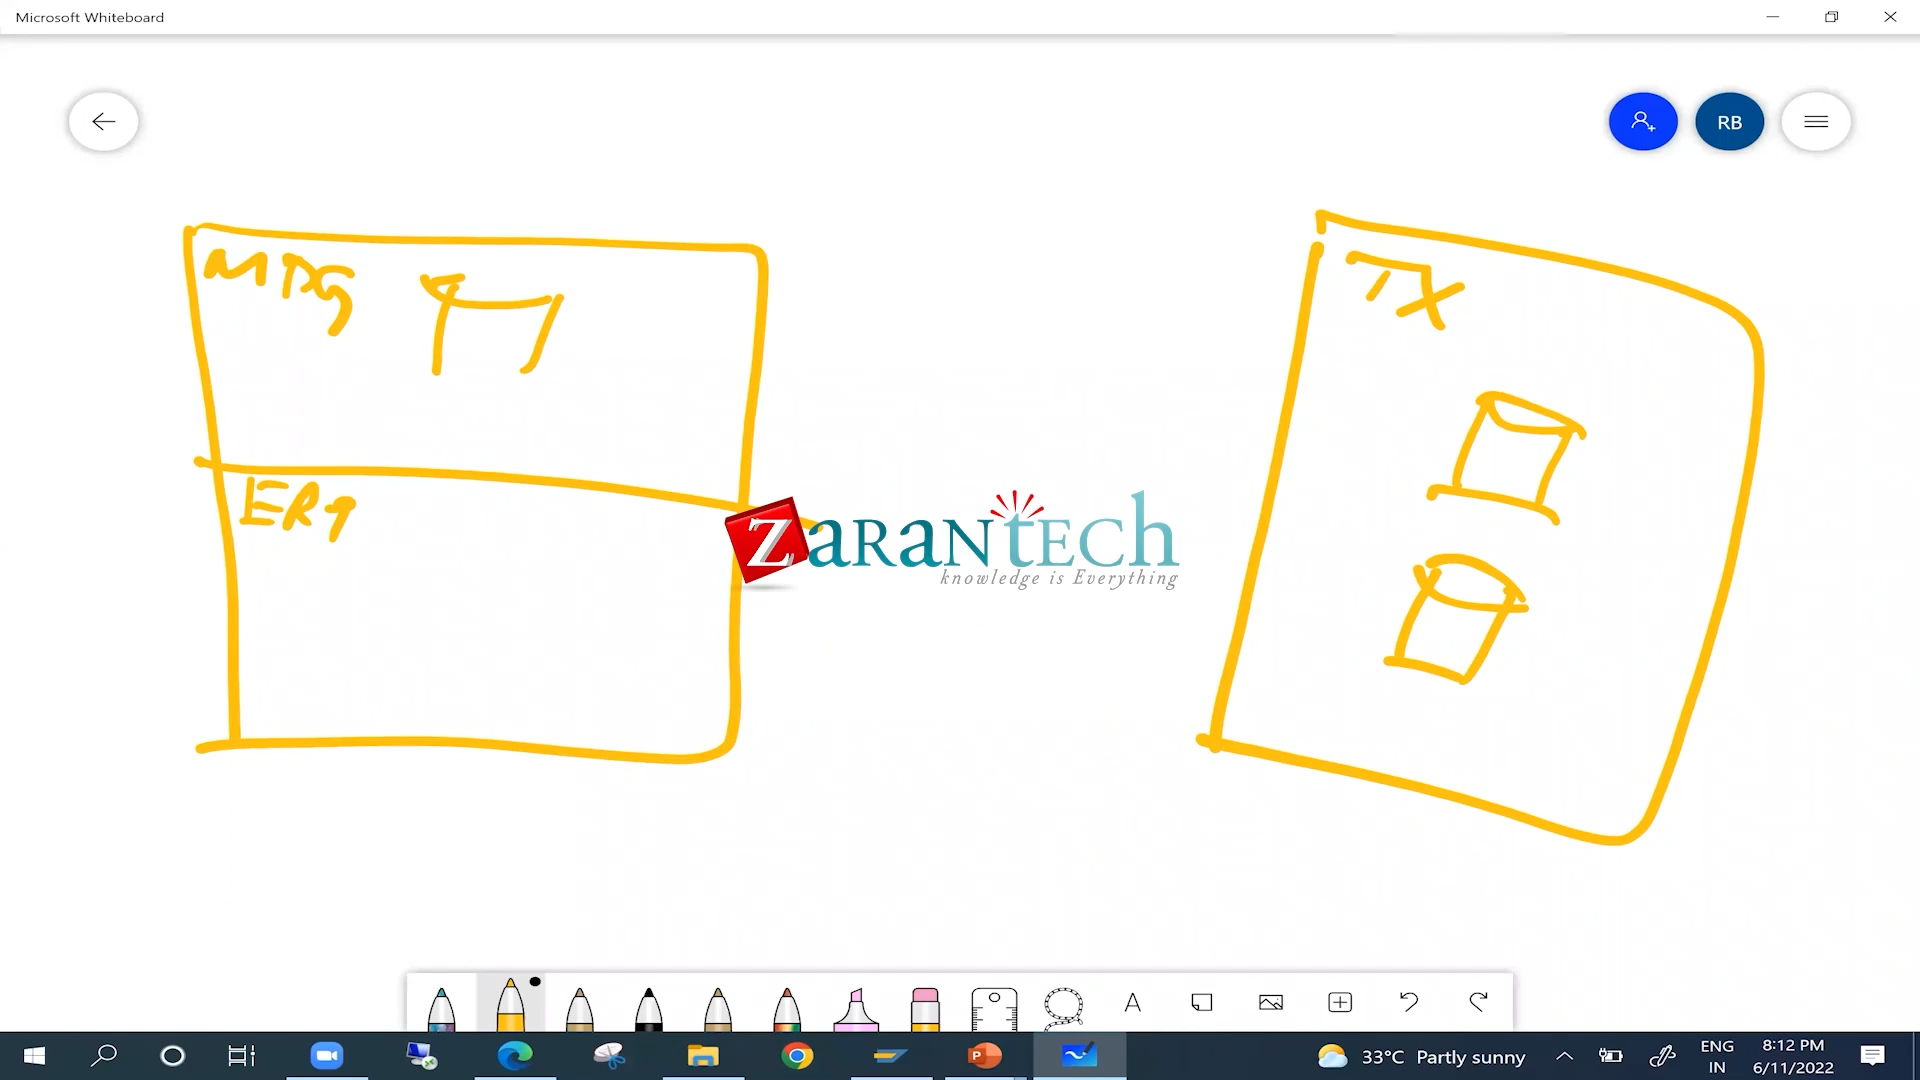 Microsoft Whiteboard
RB
MDG
TX
ERP
ZaranTech
knowledge is Everything
A
33°C Partly sunny
ENG
IN
8:12 PM
6/11/2022